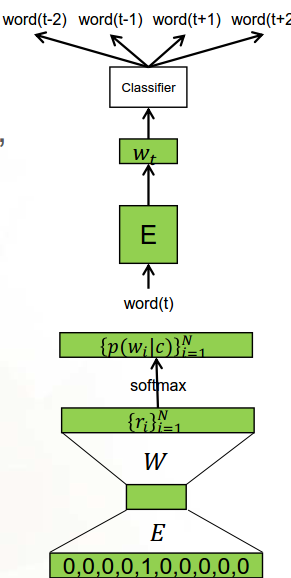 word(t-2) word(t-1) word(t+1) word(t+2
Classifier
,
w_t
E
word(t)
{p(w_i|c)}_{i=1}^N
softmax
{r_i}_{i=1}^N
W
E
0,0,0,0,1,0,0,0,0,0